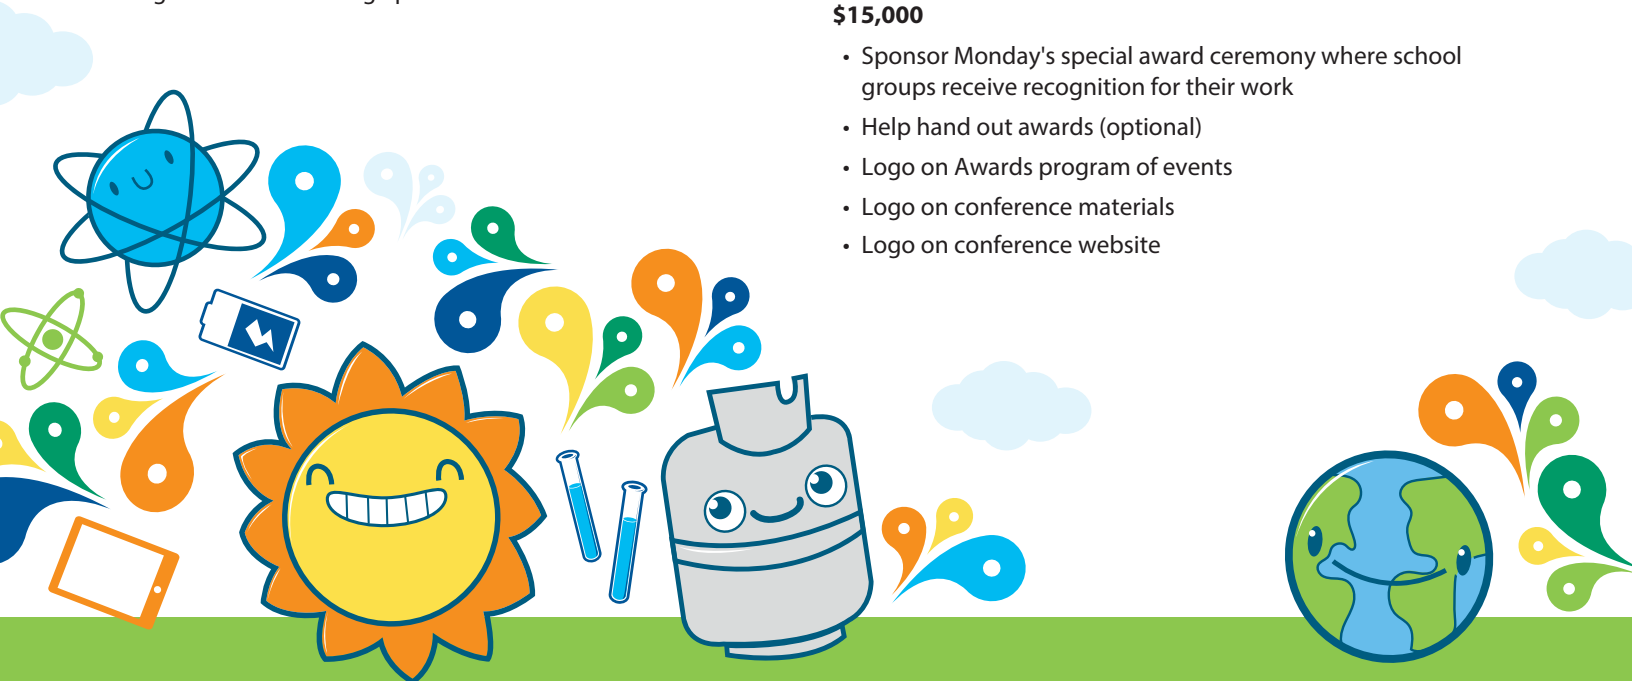 $15,000
• Sponsor Monday's special award ceremony where school
groups receive recognition for their work
• Help hand out awards (optional)
• Logo on Awards program of events
• Logo on conference materials
• Logo on conference website